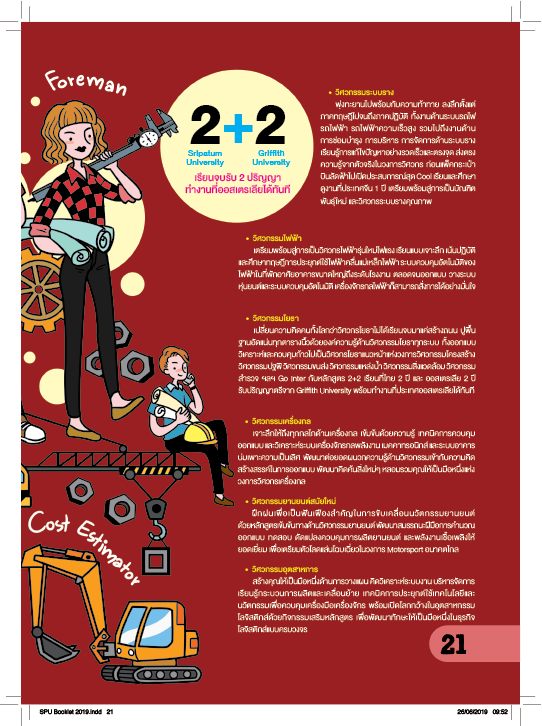 Foreman
2+2
Sripatum University
Griffith University
เรียนจบรับ 2 ปริญญา
ทำงานที่ออสเตรเลียได้ทันที
• วิศวกรรมระบบราง
พุ่งทะยานไปพร้อมกับความท้าทาย ลงลึกตั้งแต่
ภาคทฤษฎีไปจนถึงภาคปฏิบัติ ทั้งงานด้านระบบรถไฟ
รถไฟฟ้า รถไฟความเร็วสูง รวมไปถึงงานด้าน
การซ่อมบำรุง การบริหาร การจัดการด้านระบบราง
เรียนรู้การแก้ไขปัญหาอย่างรวดเร็วและตรงจุด ส่งตรง
ความรู้จากตัวจริงในวงการวิศวกร ก่อนแพ็คกระเป๋า
บินลัดฟ้าไปเปิดประสบการณ์สุด Cool เรียนและศึกษา
ดูงานที่ประเทศจีน 1 ปี เตรียมพร้อมสู่การเป็นบัณฑิต
พันธุ์ใหม่ และวิศวกรระบบรางคุณภาพ
• วิศวกรรมไฟฟ้า
เตรียมพร้อมสู่การเป็นวิศวกรไฟฟ้ารุ่นใหม่ไฟแรง เรียนแบบเจาะลึก เน้นปฏิบัติ
และศึกษาทฤษฎีการประยุกต์ใช้ไฟฟ้าคลื่นแม่เหล็กไฟฟ้า ระบบควบคุมอัตโนมัติของ
ไฟฟ้าในที่พักอาศัยอาคารขนาดใหญ่ถึงระดับโรงงาน ตลอดจนออกแบบ วางระบบ
หุ่นยนต์และระบบควบคุมอัตโนมัติ เครื่องจักรกลไฟฟ้าก็สามารถสั่งการได้อย่างมั่นใจ
• วิศวกรรมโยธา
เปลี่ยนความคิดคนทั้งโลกว่าวิศวกรโยธาไม่ได้เรียนจบมาแค่สร้างถนน ปูพื้น
ฐานอัดแน่นทุกตารางนิ้วด้วยองค์ความรู้ด้านวิศวกรรมโยธาทุกระบบ ทั้งออกแบบ
วิเคราะห์และควบคุมก้าวไปเป็นวิศวกรโยธาแนวหน้าแห่งวงการวิศวกรรมโครงสร้าง
วิศวกรรมปฐพี วิศวกรรมขนส่ง วิศวกรรมแหล่งน้ำ วิศวกรรมสิ่งแวดล้อม วิศวกรรม
สำรวจ ฯลฯ Go Inter กับหลักสูตร 2+2 เรียนที่ไทย 2 ปี และ ออสเตรเลีย 2 ปี
รับปริญญาตรีจาก Griffith University พร้อมทำงานที่ประเทศออสเตรเลียได้ทันที
• วิศวกรรมเครื่องกล
เจาะลึกให้ถึงทุกกลไกด้านเครื่องกล เข้มข้นด้วยความรู้ เทคนิคการควบคุม
ออกแบบ และวิเคราะห์ระบบเครื่องจักรกลพลังงาน เมคคาทรอนิกส์ และระบบอาคาร
บ่มเพาะความเป็นเลิศ พัฒนาต่อยอดผนวกความรู้ด้านวิศวกรรมเข้ากับความคิด
สร้างสรรค์ในการออกแบบ พัฒนาคิดค้นสิ่งใหม่ๆ หลอมรวมคุณให้เป็นมือหนึ่งแห่ง
วงการวิศวกรเครื่องกล
• วิศวกรรมยานยนต์สมัยใหม่
ฝึกฝนเพื่อเป็นฟันเฟืองสำคัญในการขับเคลื่อนนวัตกรรมยานยนต์
ด้วยหลักสูตรเข้มข้นทางด้านวิศวกรรมยานยนต์ พัฒนาสมรรถนะฝีมือการคำนวณ
ออกแบบ ทดสอบ ดัดแปลงควบคุมการผลิตยานยนต์ และพลังงานเชื้อเพลิงให้
ยอดเยี่ยม เพื่อเตรียมตัวโลดแล่นโฉบเฉี่ยวในวงการ Motorsport อนาคตไกล
• วิศวกรรมอุตสาหการ
สร้างคุณให้เป็นมือหนึ่งด้านการวางแผน คิดวิเคราะห์ระบบงาน บริหารจัดการ
เรียนรู้กระบวนการผลิตและเคลื่อนย้าย เทคนิคการประยุกต์ใช้เทคโนโลยีและ
นวัตกรรมเพื่อควบคุมเครื่องมือเครื่องจักร พร้อมเปิดโลกกว้างในอุตสาหกรรม
โลจิสติกส์ด้วยกิจกรรมเสริมหลักสูตร เพื่อพัฒนาทักษะให้เป็นมือหนึ่งในธุรกิจ
โลจิสติกส์แบบครบวงจร
Cost Estimator
21
SPU Booklet 2019.indd 21
26/06/2019 09:52